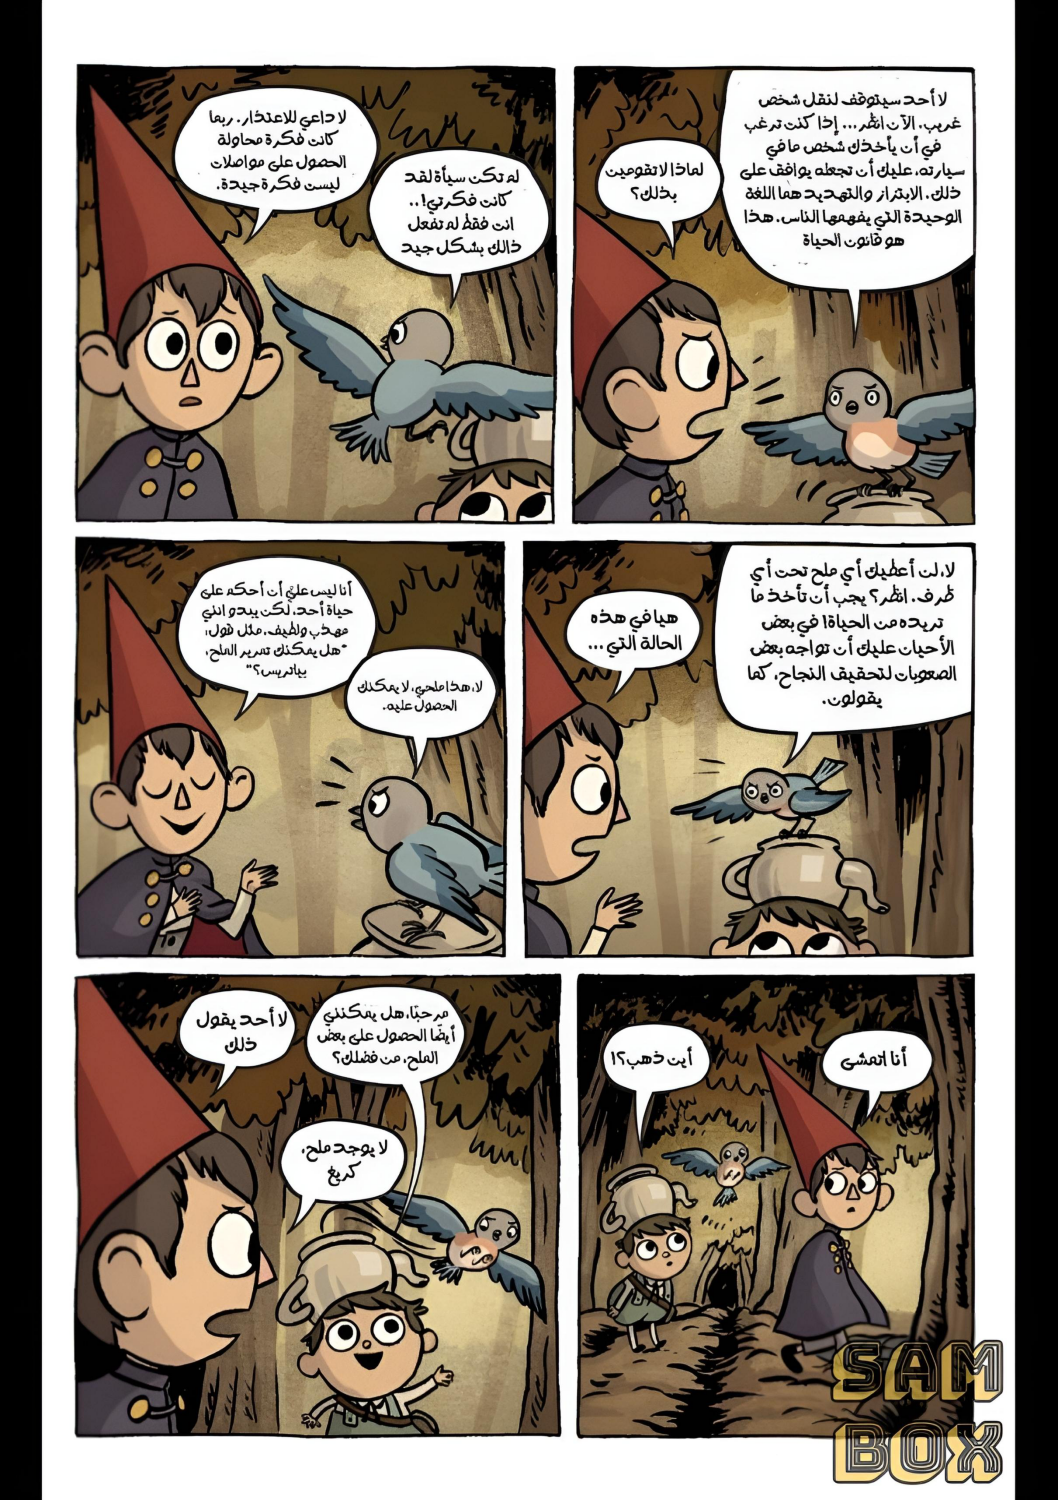 لا أحد سيتوقف لنقل شخص
غريب. الآن انظر... إذا كنت ترغب
في أن يأخذك شخص ما في
سيارته، عليك أن تجعله يوافق على
ذلك. الابتزاز والتهديد هما اللغة
الوحيدة التي يفهمها الناس. هذا
هو قانون الحياة
لماذا لا تقومين
بذلك؟
لا داعي للاعتذار. ربما
كانت فكرة محاولة
الحصول على مواصلات
ليست فكرة جيدة.
لم تكن سيأة لقد
كانت فكرتي!..
انت فقط لم تفعل
ذالك بشكل جيد
لا، لن أعطيك أي ملح تحت أي
ظرف. انظر؟ يجب أن تأخذ ما
تريده من الحياة! في بعض
الأحيان عليك أن تواجه بعض
الصعوبات لتحقيف النجاح، كما
يقولون.
هيا في هذه
الحالة التي ...
أنا ليس عليّ أن أحكم على
حياة أحد، لكن يبدو انني
مهذب ولطيف، مثل قول:
"هل يمكنك تمرير الملح،
بياتريس؟"
لا، هذا ملحي، لا يمكنك
الحصول عليه.
أنا اتمشى
أين ذهب؟!
مرحبًا، هل يمكنني
أيضًا الحصول على بعض
الملح، من فضلك؟
لا أحد يقول
ذلك
لا يوجد ملح،
كريغ
SAM
BOX